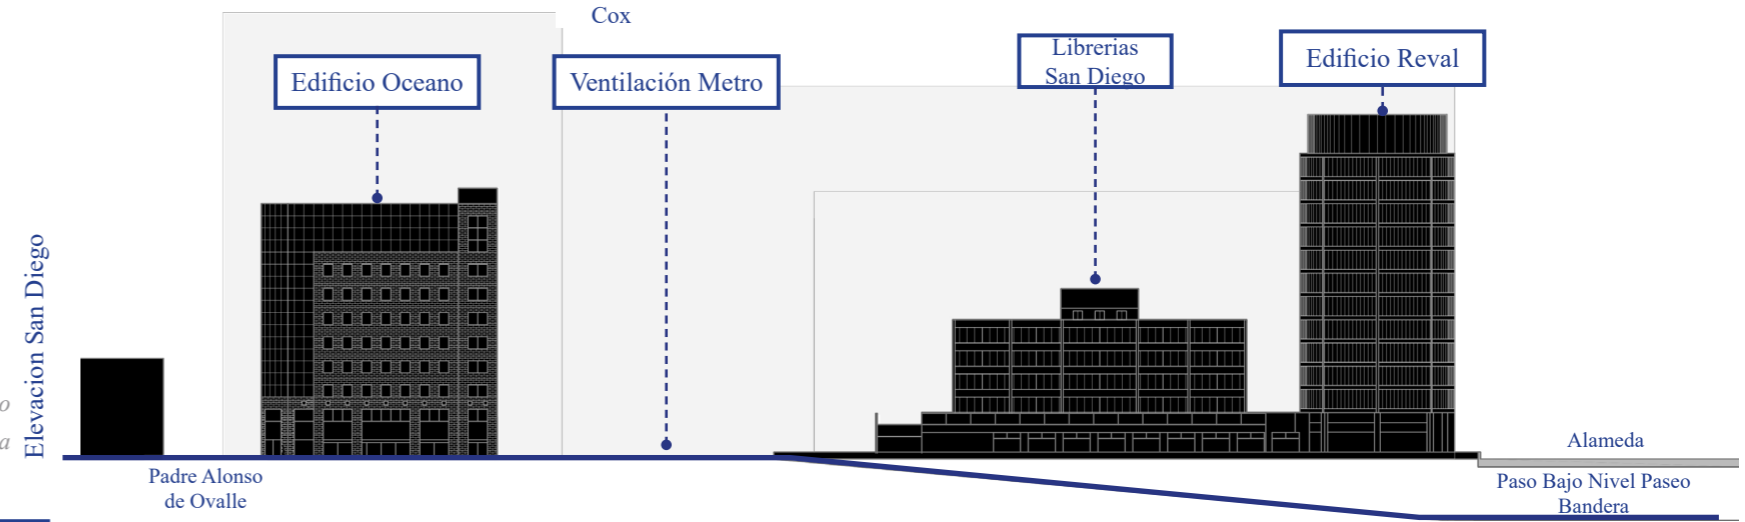 Cox
Edificio Oceano
Ventilación Metro
Librerias
San Diego
Edificio Reval
Elevacion San Diego
o
a
Padre Alonso
de Ovalle
Alameda
Paso Bajo Nivel Paseo
Bandera